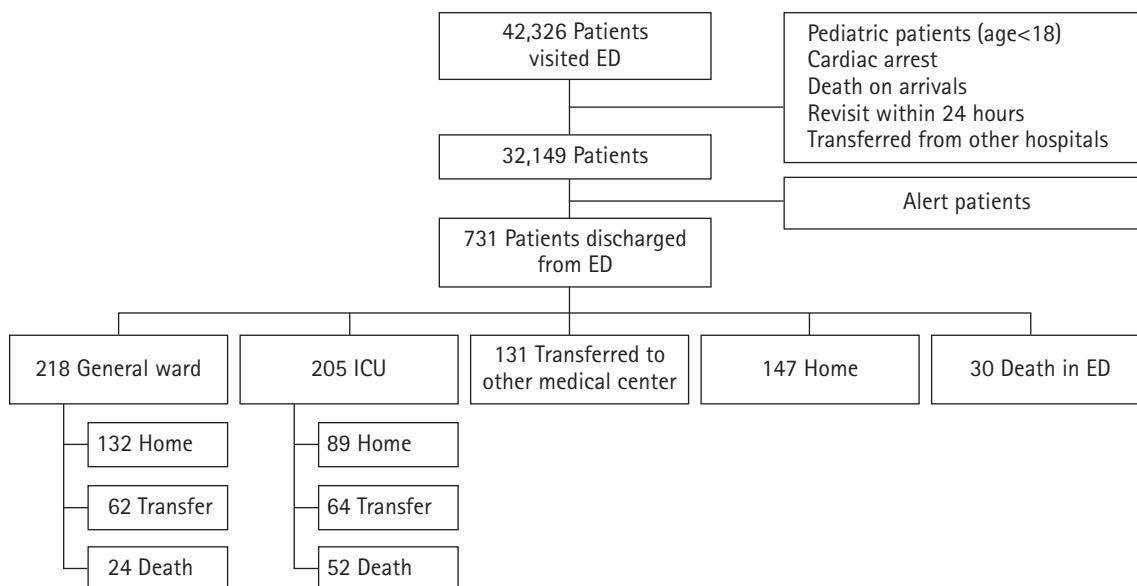 42,326 Patients
visited ED
Pediatric patients (age<18)
Cardiac arrest
Death on arrivals
Revisit within 24 hours
Transferred from other hospitals
32,149 Patients
Alert patients
731 Patients discharged
from ED
218 General ward
205 ICU
131 Transferred to
other medical center
147 Home
30 Death in ED
132 Home
89 Home
62 Transfer
64 Transfer
24 Death
52 Death